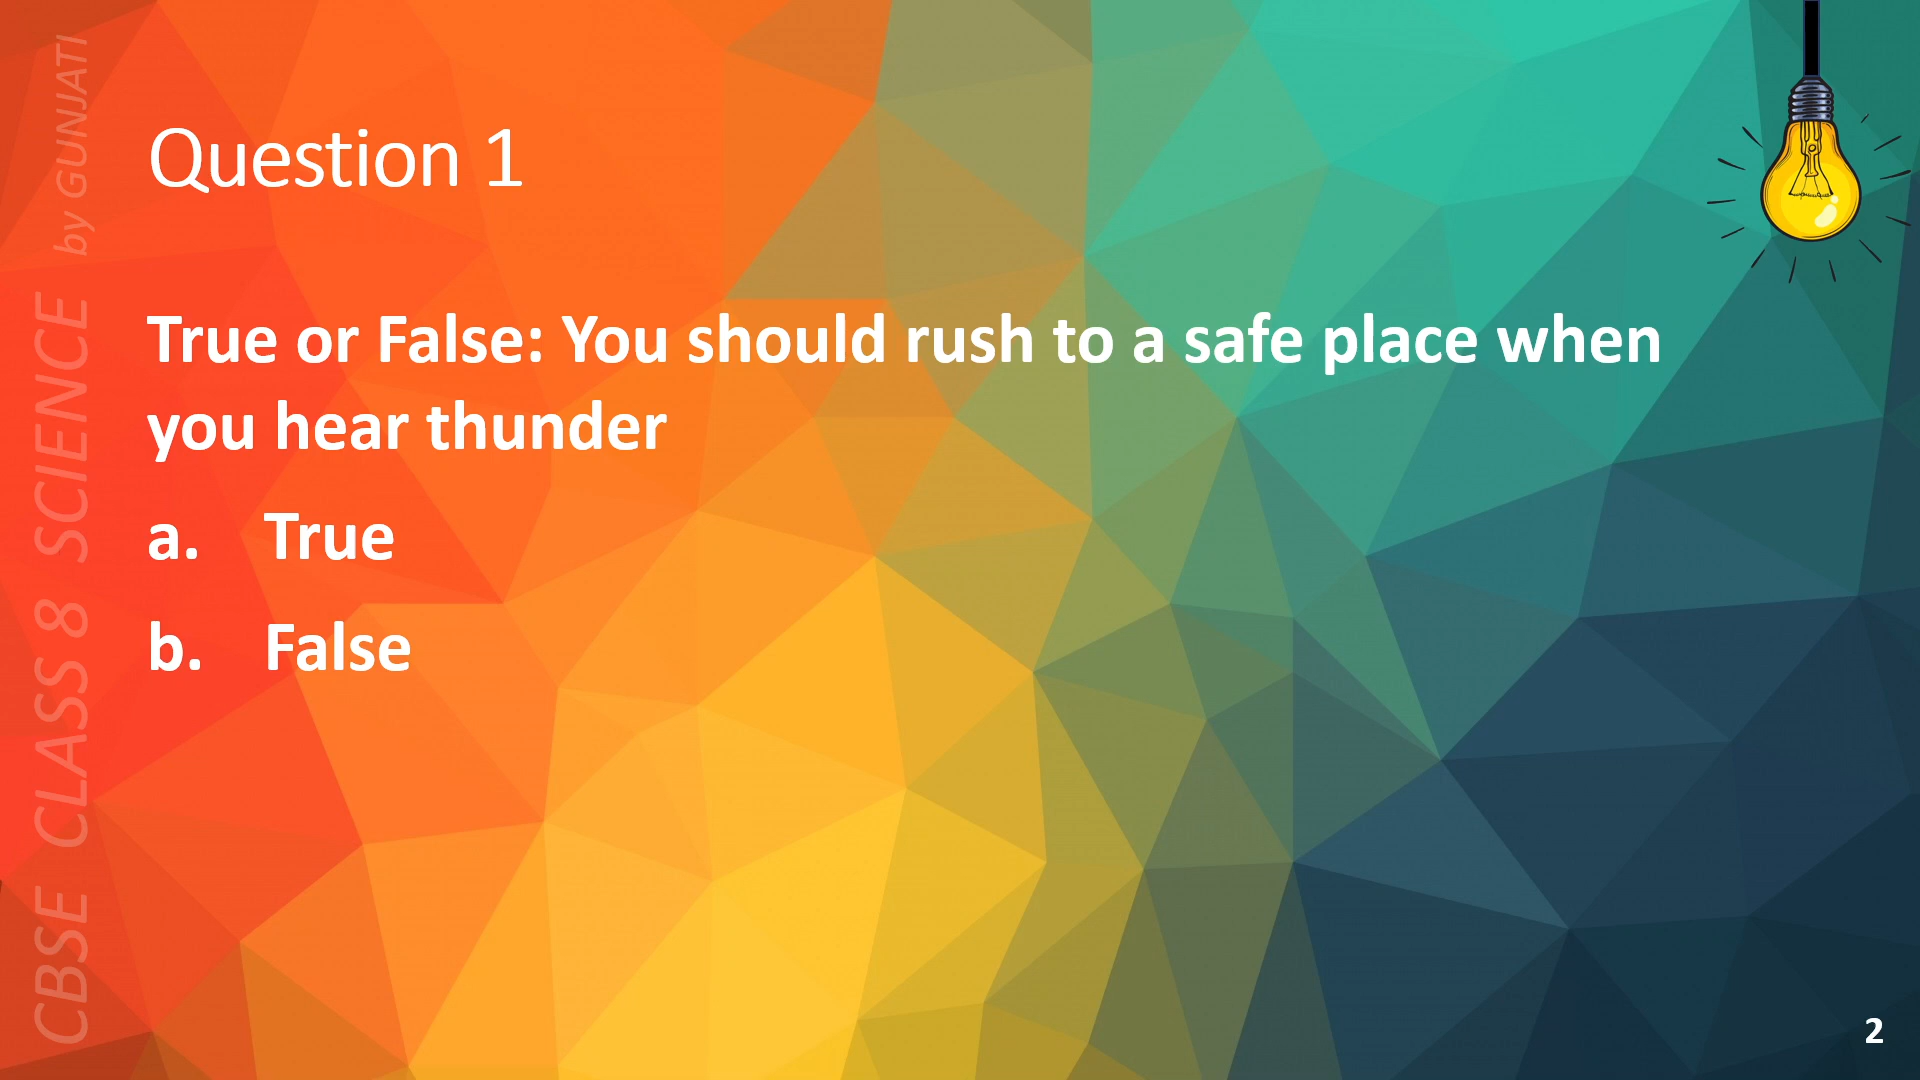 Question 1
True or False: You should rush to a safe place when
you hear thunder
a. True
b. False
CBSE CLASS 8 SCIENCE by GUNJATI
2